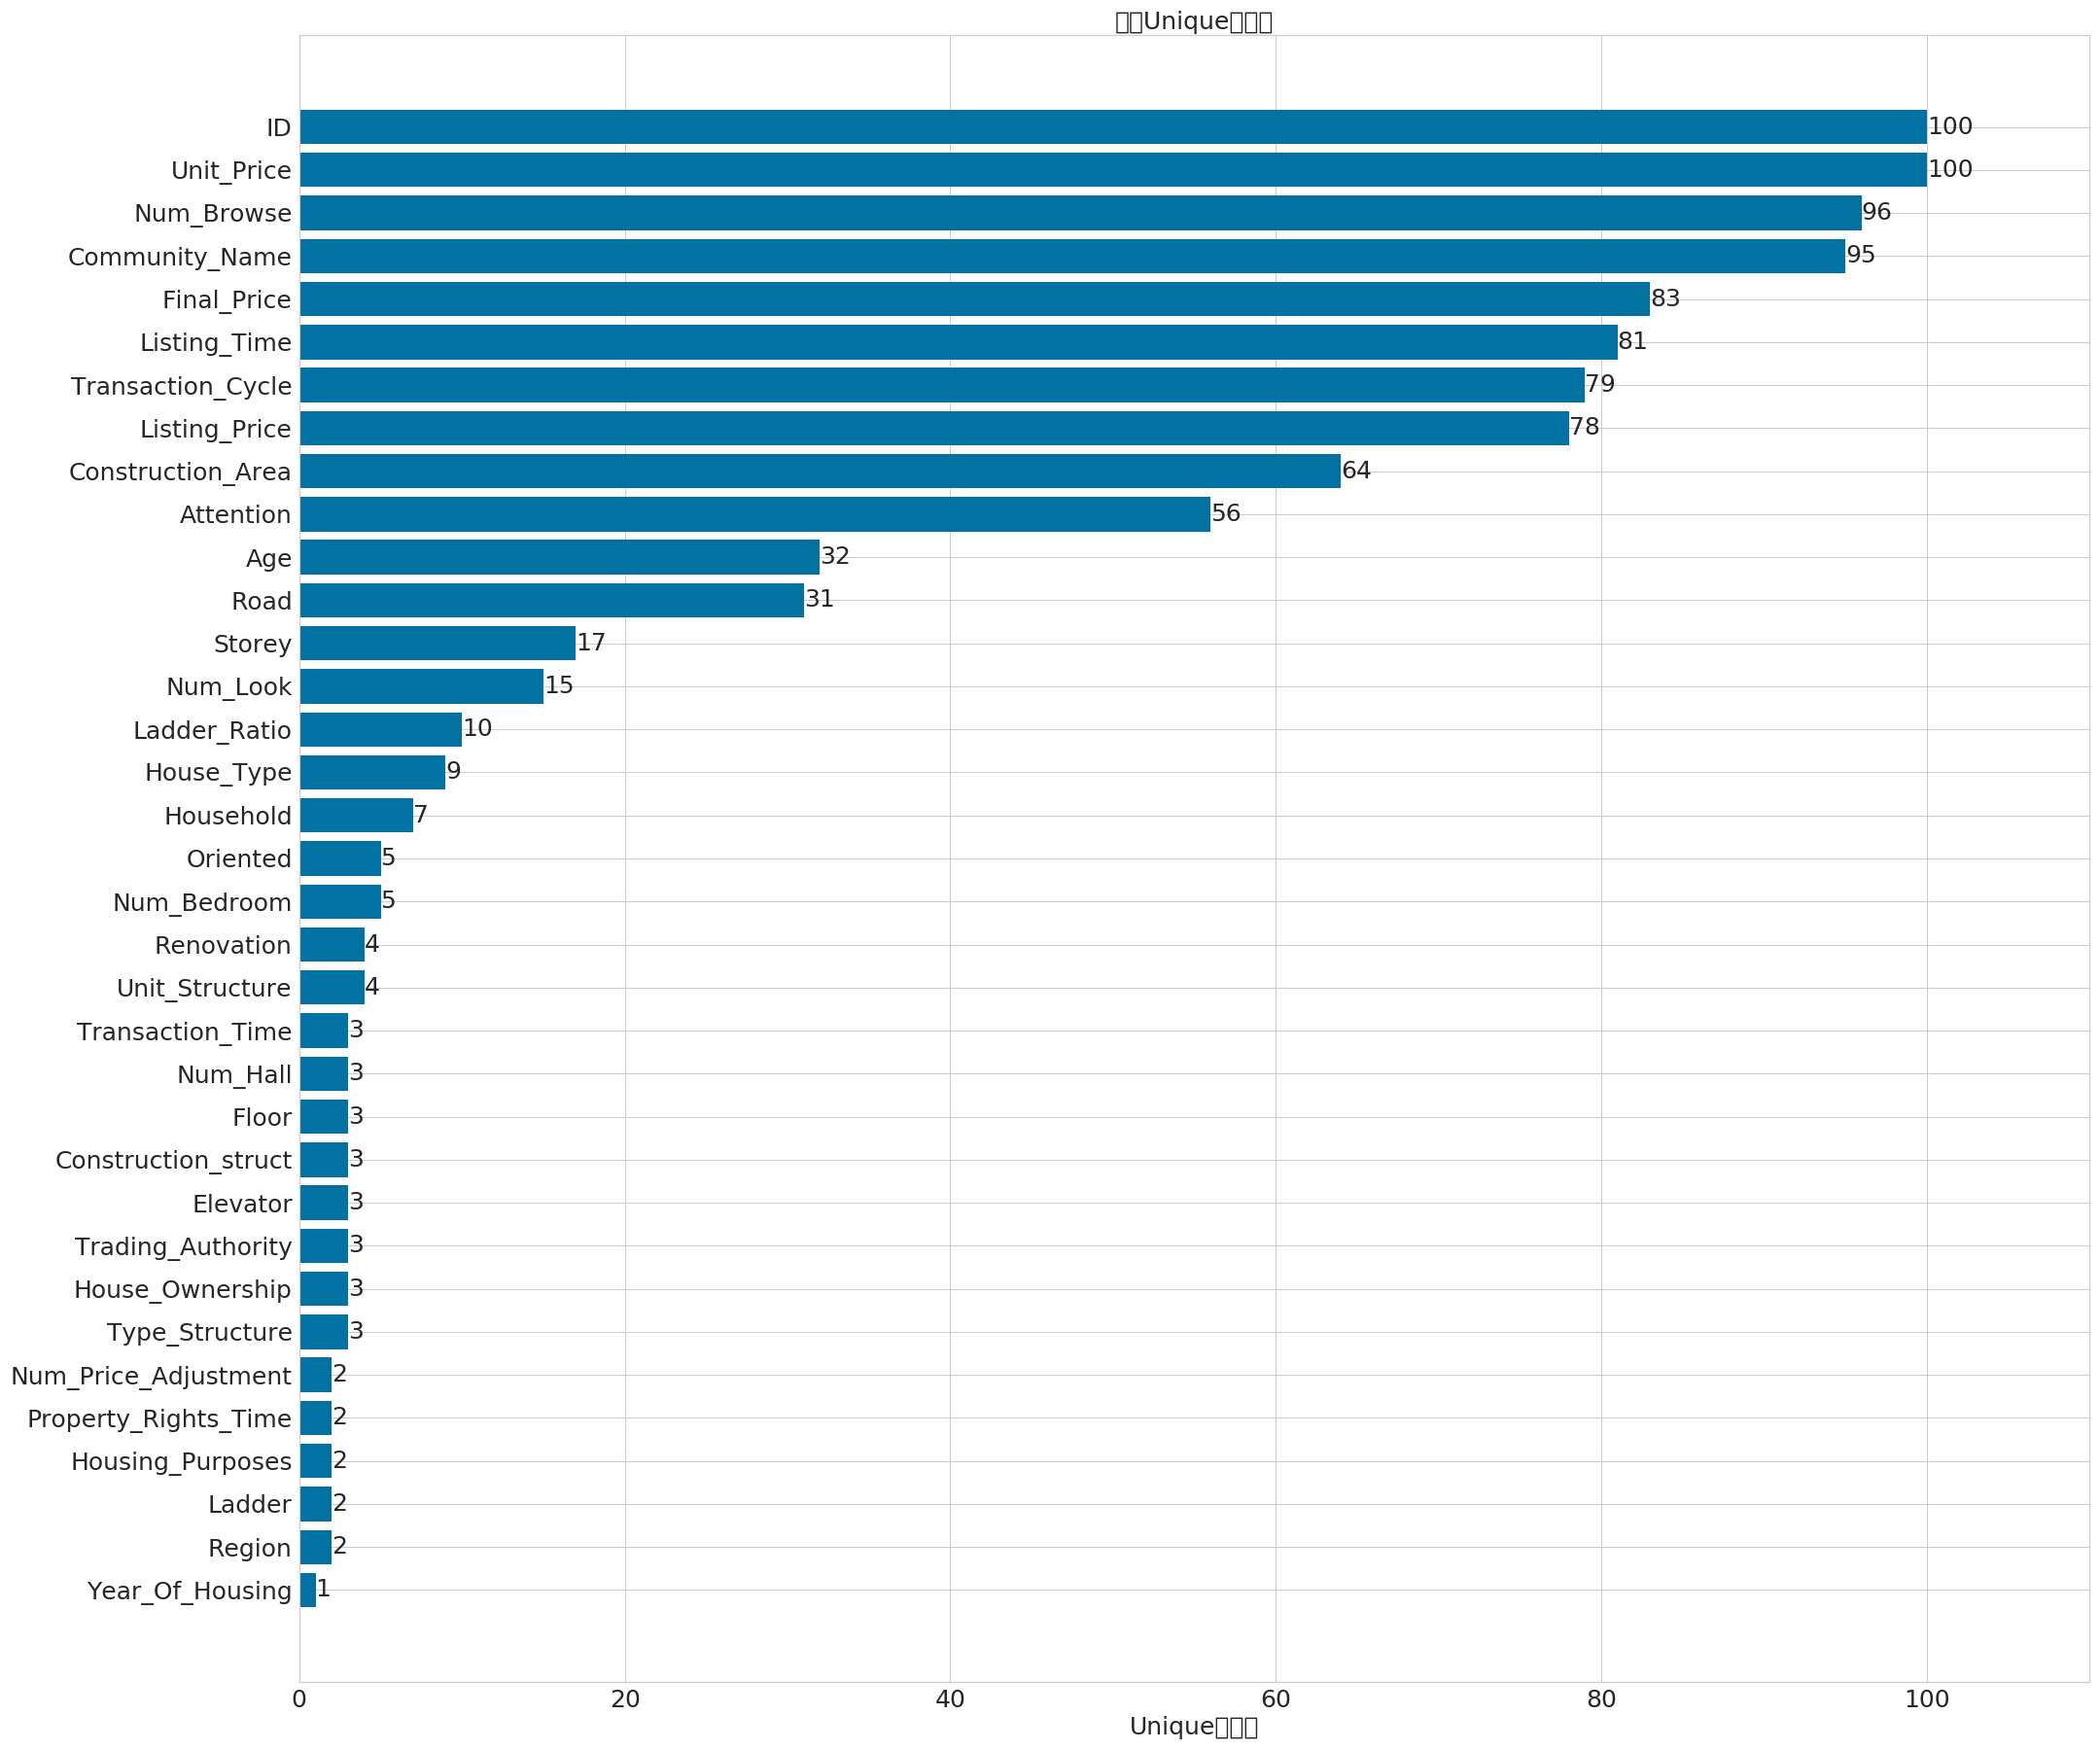 Unique
ID 100
Unit_Price 100
Num_Browse 96
Community_Name 95
Final_Price 83
Listing_Time 81
Transaction_Cycle 79
Listing_Price 78
Construction_Area 64
Attention 56
Age 32
Road 31
Storey 17
Num_Look 15
Ladder_Ratio 10
House_Type 9
Household 7
Oriented 5
Num_Bedroom 5
Renovation 4
Unit_Structure 4
Transaction_Time 3
Num_Hall 3
Floor 3
Construction_struct 3
Elevator 3
Trading_Authority 3
House_Ownership 3
Type_Structure 3
Num_Price_Adjustment 2
Property_Rights_Time 2
Housing_Purposes 2
Ladder 2
Region 2
Year_Of_Housing 1
0 20 40 60 80 100
Unique